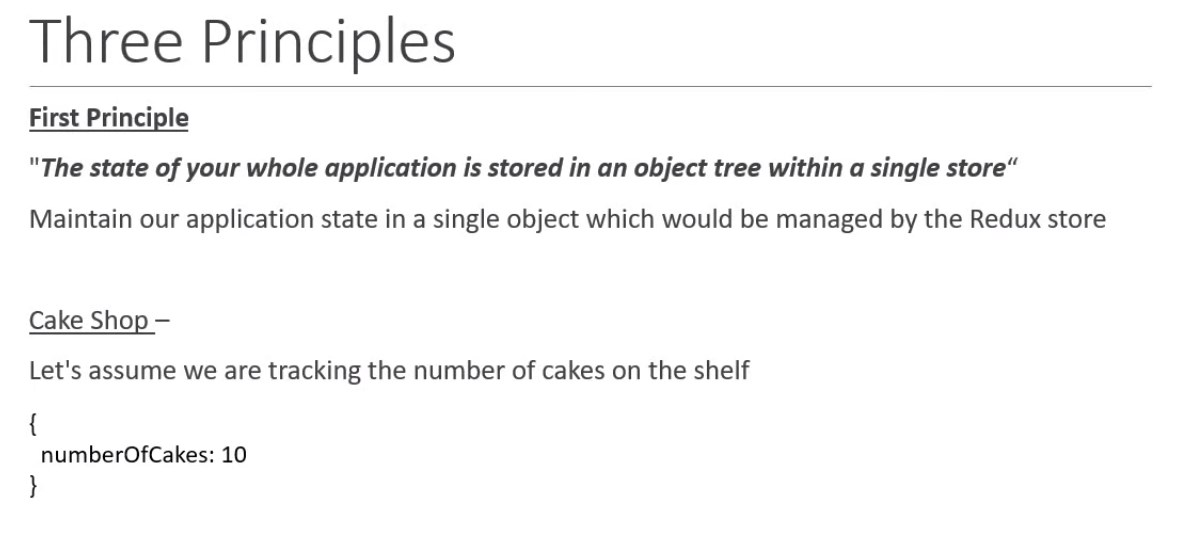 Three Principles
First Principle
"The state of your whole application is stored in an object tree within a single store“
Maintain our application state in a single object which would be managed by the Redux store
Cake Shop –
Let's assume we are tracking the number of cakes on the shelf
{
numberOfCakes: 10
}